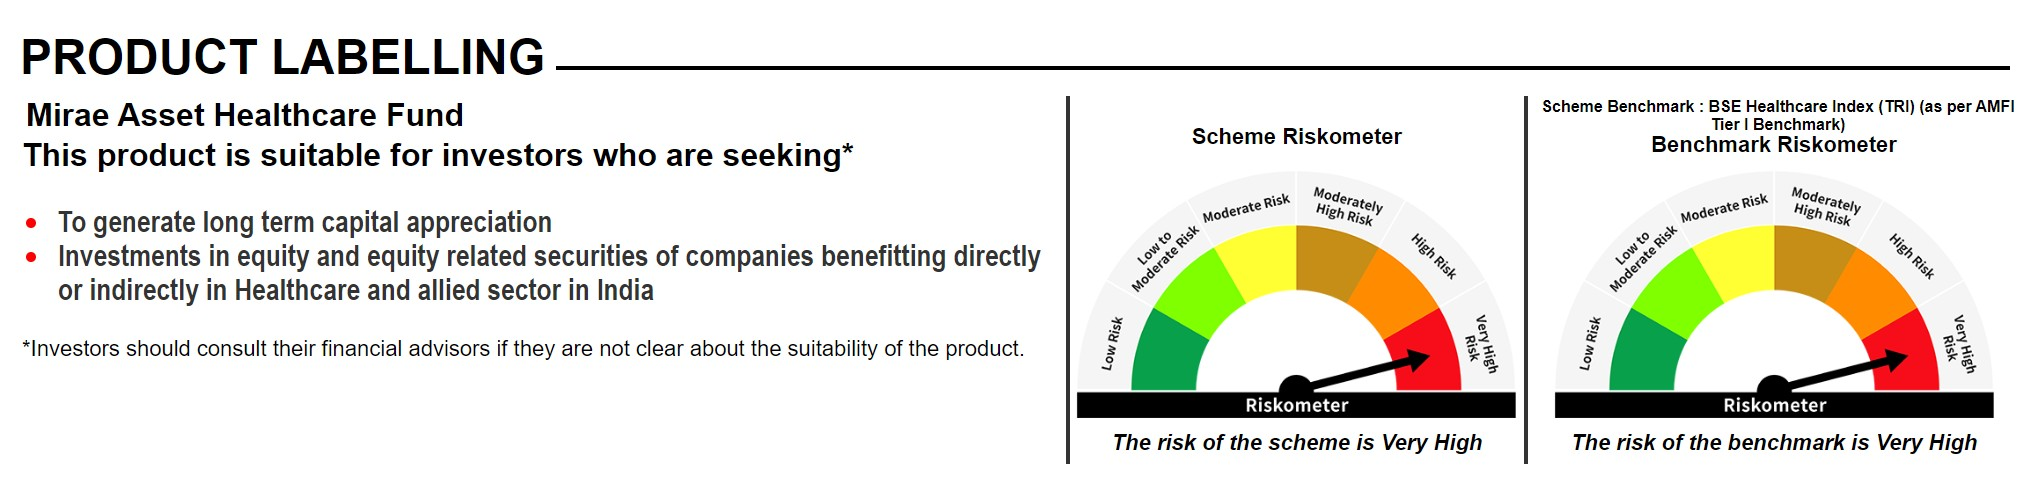 PRODUCT LABELLING
Mirae Asset Healthcare Fund
This product is suitable for investors who are seeking*
• To generate long term capital appreciation
• Investments in equity and equity related securities of companies benefitting directly
or indirectly in Healthcare and allied sector in India
*Investors should consult their financial advisors if they are not clear about the suitability of the product.
Scheme Riskometer
Low Risk
Low to
Moderate Risk
Moderate Risk
Moderately
High Risk
High Risk
Very High
Risk
Riskometer
The risk of the scheme is Very High
Scheme Benchmark : BSE Healthcare Index (TRI) (as per AMFI
Tier I Benchmark)
Benchmark Riskometer
Low Risk
Low to
Moderate Risk
Moderate Risk
Moderately
High Risk
High Risk
Very High
Risk
Riskometer
The risk of the benchmark is Very High